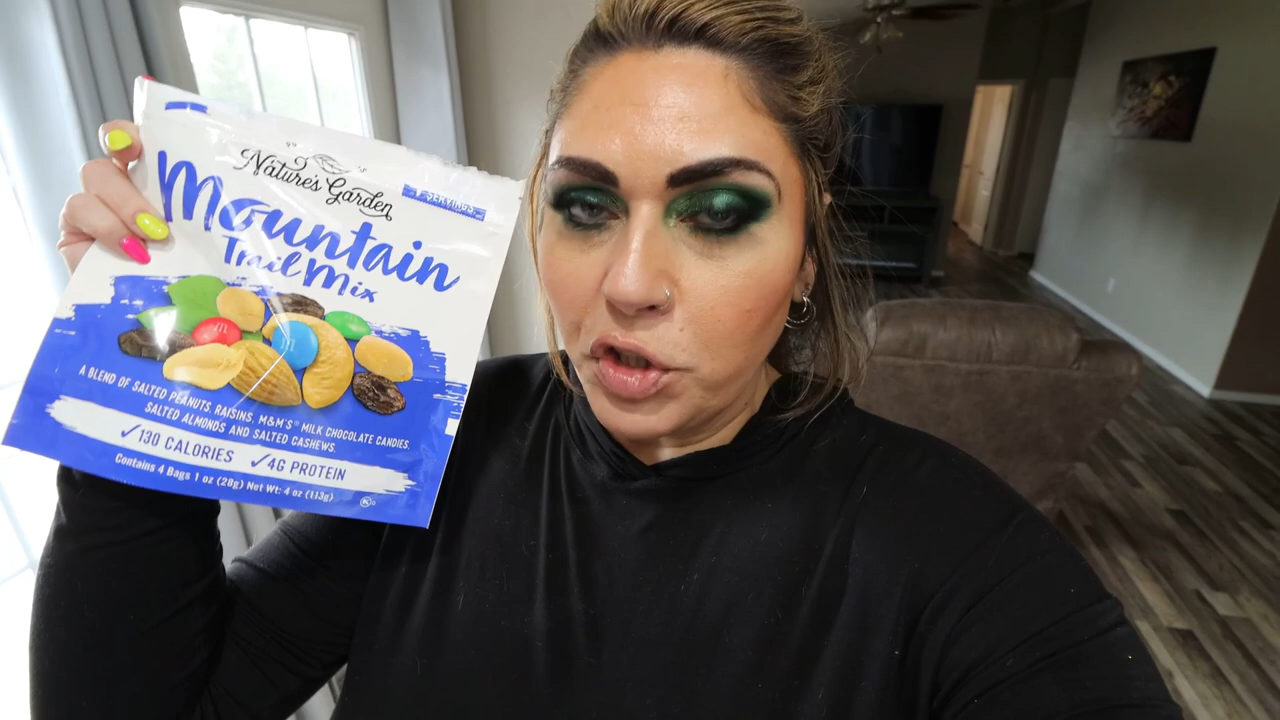 Nature's Garden
SERVINGS
Mountain
Trail Mix
m
A BLEND OF SALTED PEANUTS, RAISINS, M&M'S® MILK CHOCOLATE CANDIES,
SALTED ALMONDS AND SALTED CASHEWS.
✓130 CALORIES ✓4G PROTEIN
Contains 4 Bags 1 oz (28g) Net Wt: 4 oz (113g)
K